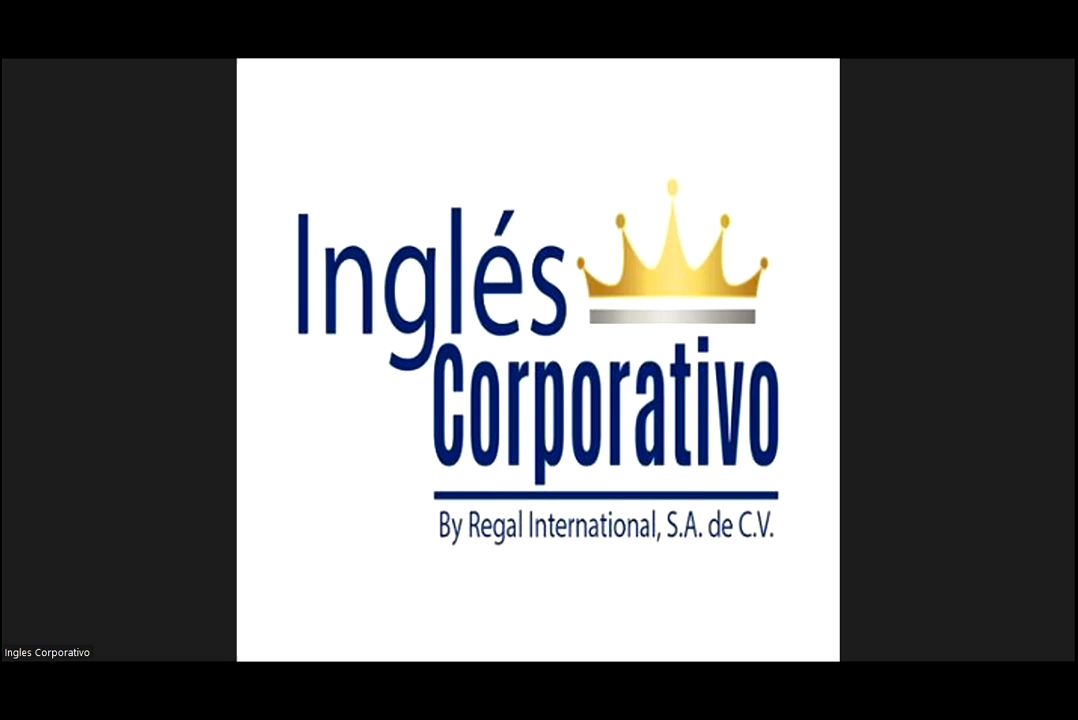 Inglés
Corporativo
By Regal International, S.A. de C.V.
Ingles Corporativo